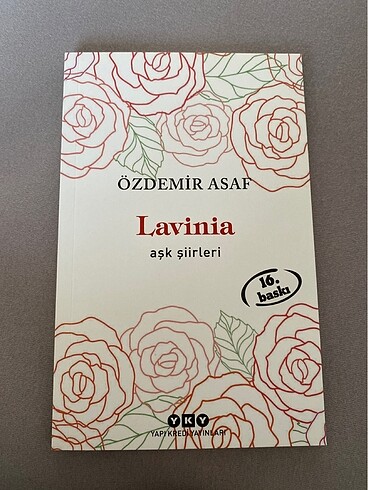 ÖZDEMİR ASAF
Lavinia
aşk şiirleri
16.
baskı
YKY
YAPI KREDİ YAYINLARI